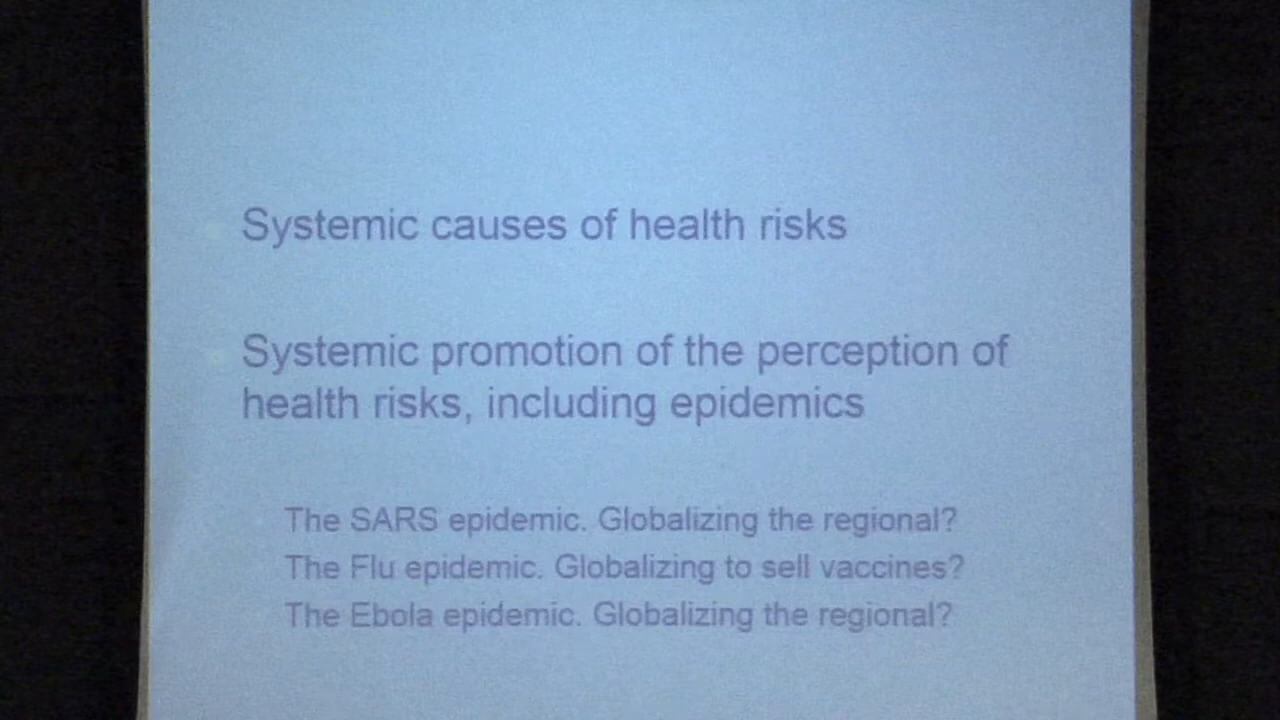 Systemic causes of health risks
Systemic promotion of the perception of
health risks, including epidemics
The SARS epidemic. Globalizing the regional?
The Flu epidemic. Globalizing to sell vaccines?
The Ebola epidemic. Globalizing the regional?